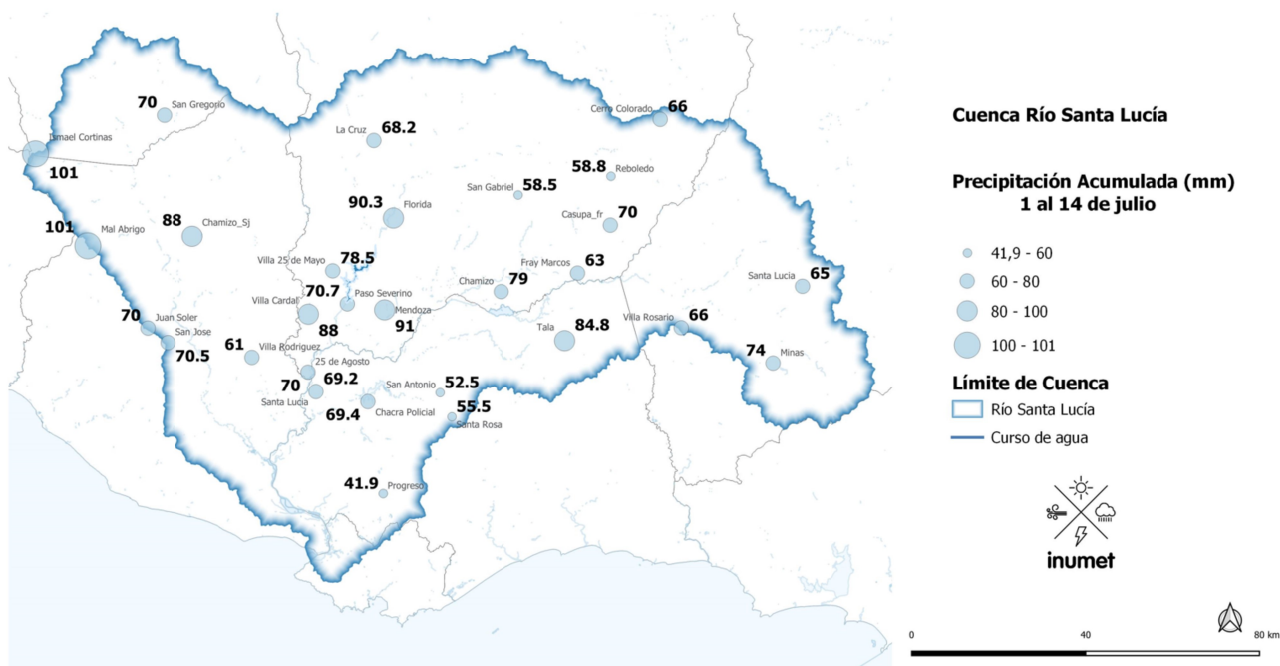 70
San Gregorio
Ismael Cortinas
101
La Cruz
68.2
Cerro Colorado
66
58.8
Reboledo
San Gabriel
58.5
90.3
Florida
Casupa_fr
70
101
Mal Abrigo
88
Chamizo_Sj
Villa 25 de Mayo
78.5
Fray Marcos
63
Chamizo
79
Santa Lucia
65
70.7
Paso Severino
Villa Cardal
88
Mendoza
91
70
Juan Soler
San Jose
70.5
Tala
84.8
Villa Rosario
66
61
Villa Rodriguez
74
Minas
25 de Agosto
69.2
70
Santa Lucia
San Antonio
52.5
69.4
Chacra Policial
55.5
Santa Rosa
41.9
Progreso
Cuenca Río Santa Lucía
Precipitación Acumulada (mm)
1 al 14 de julio
41,9 - 60
60 - 80
80 - 100
100 - 101
Límite de Cuenca
Río Santa Lucía
Curso de agua
inumet
0
40
80 km